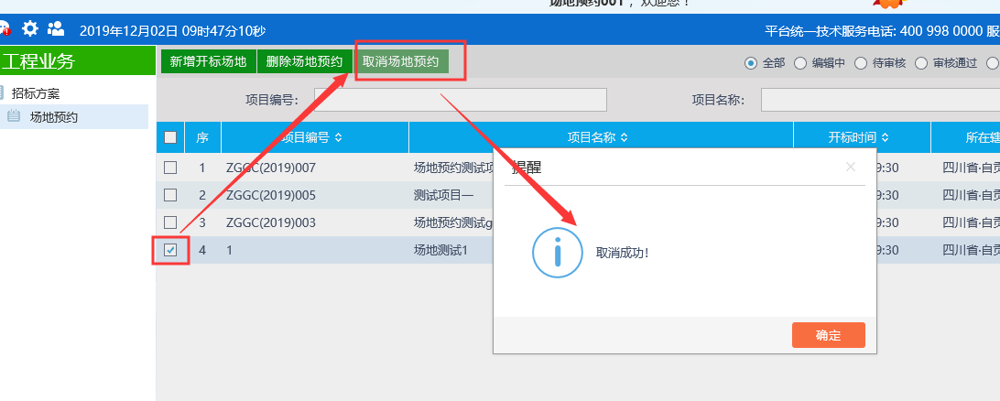 场地预约001，欢迎您！
2019年12月02日 09时47分10秒
平台统一技术服务电话: 400 998 0000 服
工程业务
招标方案
场地预约
新增开标场地 删除场地预约 取消场地预约
全部 编辑中 待审核 审核通过
项目编号: 项目名称:
序 项目编号 项目名称 开标时间 所在辖
1 ZGGC(2019)007 场地预约测试项 9:30 四川省·自贡
2 ZGGC(2019)005 测试项目一 9:30 四川省·自贡
3 ZGGC(2019)003 场地预约测试g 9:30 四川省·自贡
4 1 场地测试1 9:30 四川省·自贡
提醒
取消成功!
确定